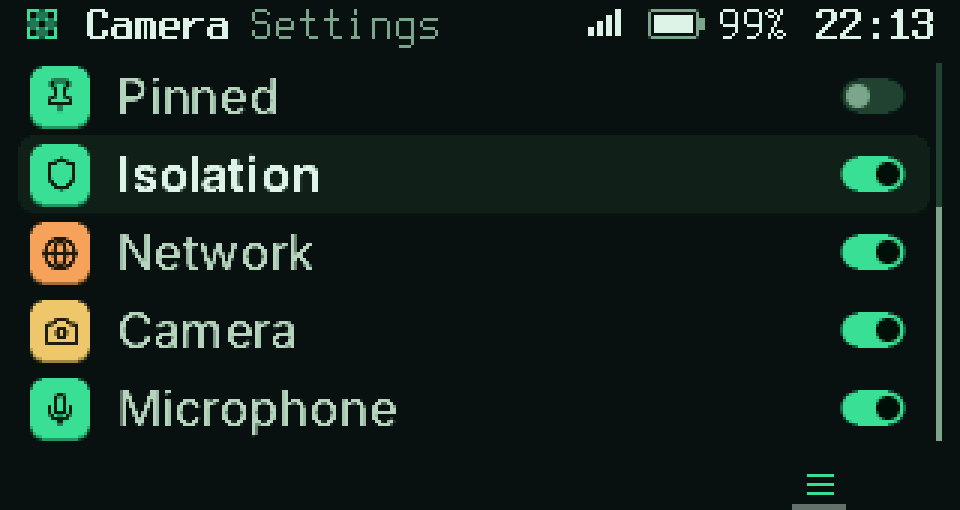 Camera Settings 99% 22:13
Pinned
Isolation
Network
Camera
Microphone